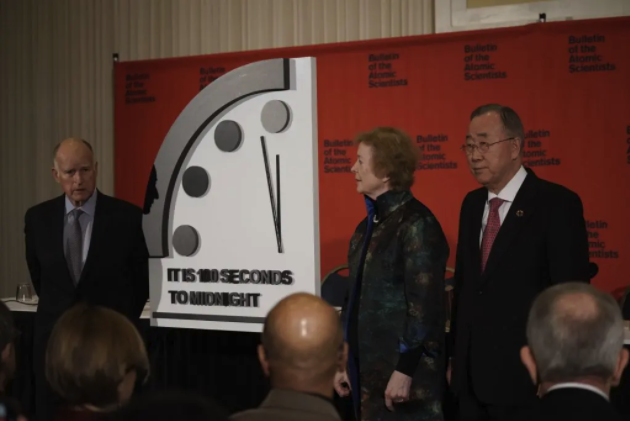 Bulletin
of the
Atomic
Scientists
Bulletin
of the
Atomic
Scientists
Bulletin
of the
Atomic
Scientists
Bulletin
of the
Atomic
Scientists
Bulletin
of the
Atomic
Scientists
Bulletin
of the
Atomic
Scientists
Bulletin
of the
Atomic
Scientists
IT IS 100 SECONDS
TO MIDNIGHT